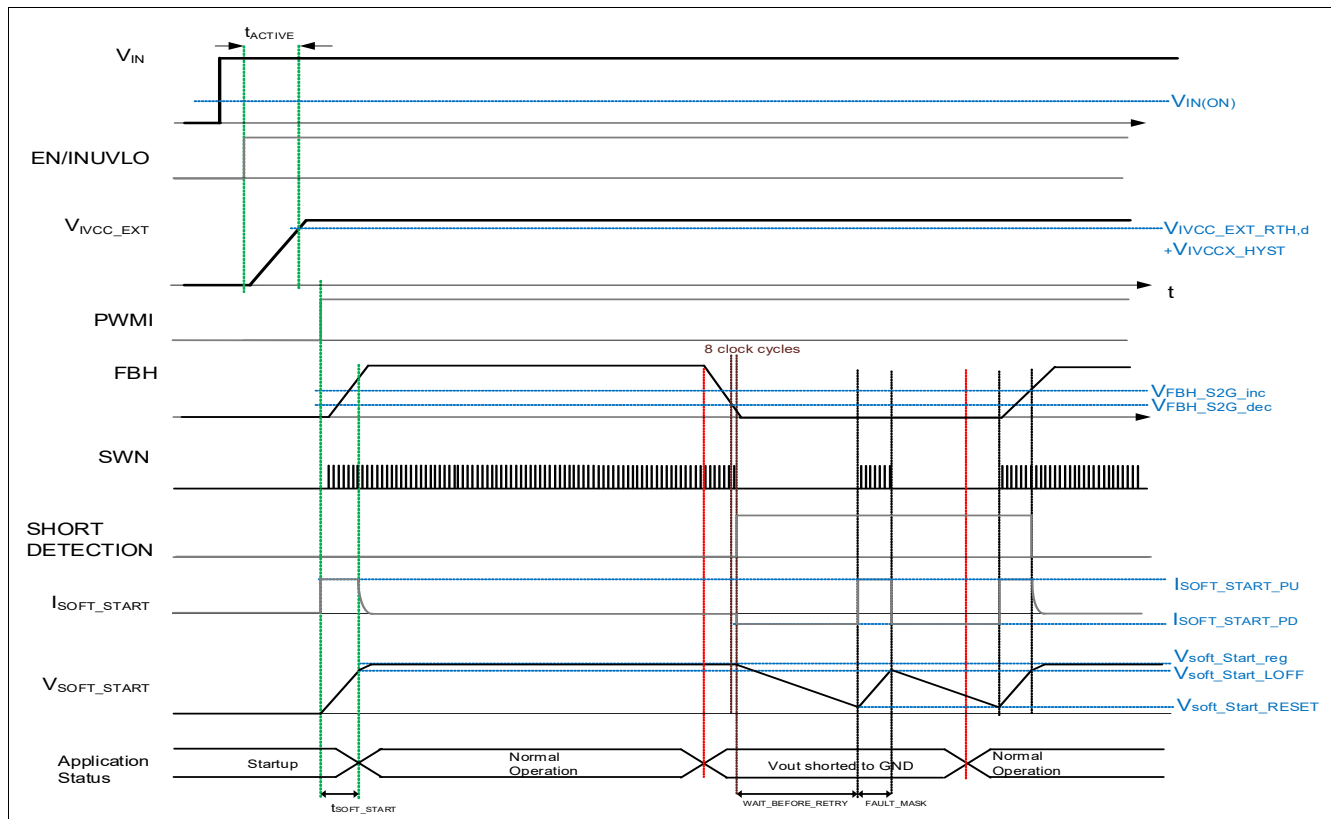 tACTIVE
VIN
VIN(ON)
EN/INUVLO
VIVCC_EXT
VIVCC_EXT_RTH,d
+VIVCCX_HYST
t
PWMI
8 clock cycles
FBH
VFBH_S2G_inc
VFBH_S2G_dec
SWN
SHORT
DETECTION
ISOFT_START
ISOFT_START_PU
ISOFT_START_PD
VSOFT_START
Vsoft_Start_reg
Vsoft_Start_LOFF
Vsoft_Start_RESET
Application
Status
Startup
Normal
Operation
Vout shorted to GND
Normal
Operation
tSOFT_START
WAIT_BEFORE_RETRY
FAULT_MASK